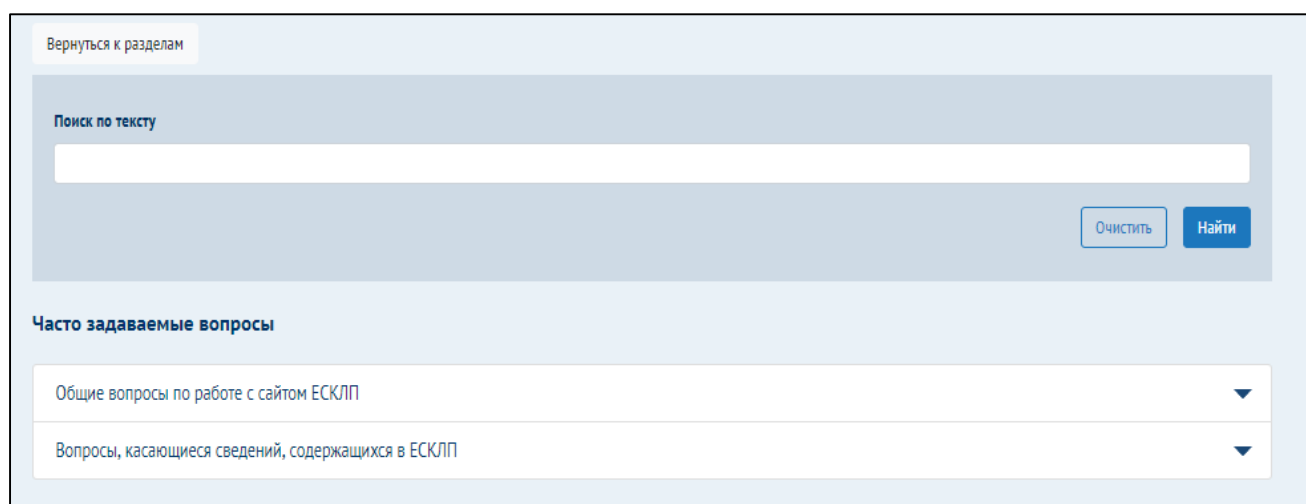 Вернуться к разделам
Поиск по тексту
Очистить
Найти
Часто задаваемые вопросы
Общие вопросы по работе с сайтом ЕСКЛП
Вопросы, касающиеся сведений, содержащихся в ЕСКЛП